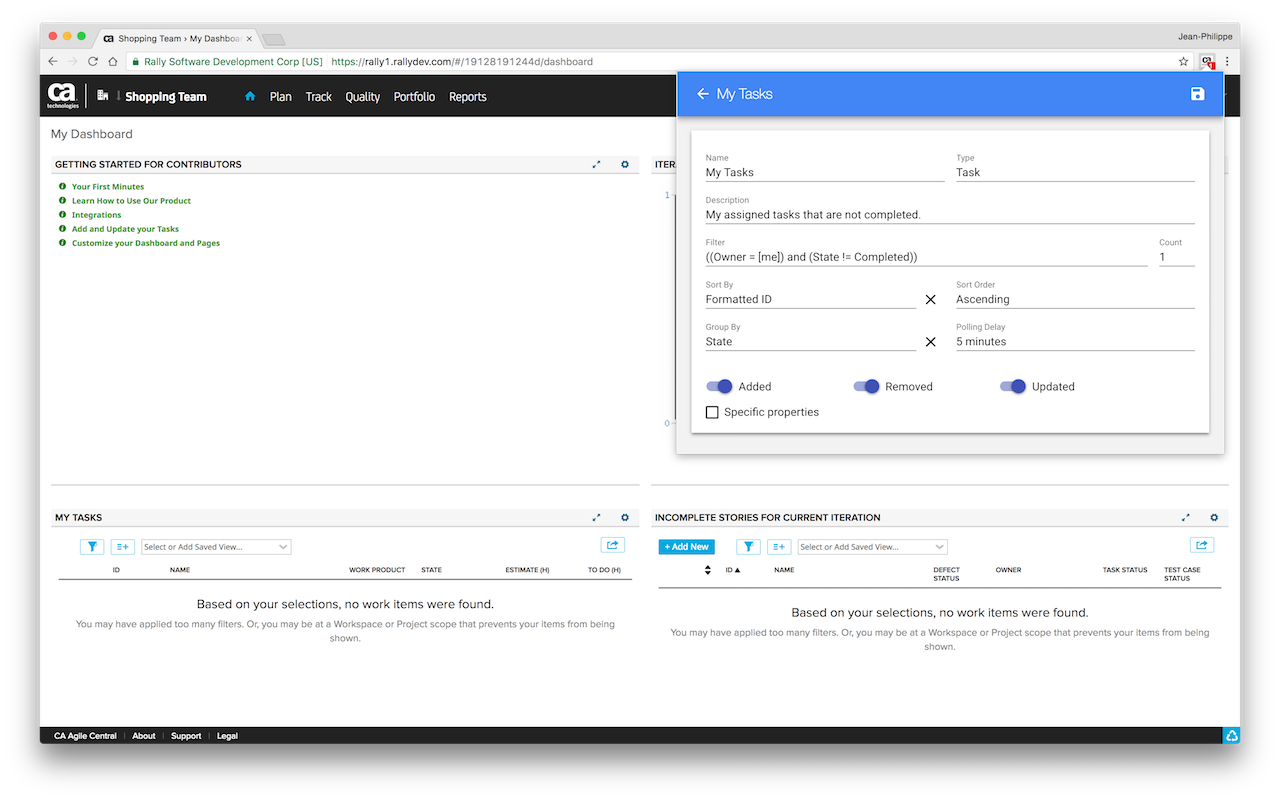 Shopping Team › My Dashboa
Jean-Philippe
Rally Software Development Corp [US]
https://rally1.rallydev.com/#/19128191244d/dashboard
ca
technologies
Shopping Team
Plan
Track
Quality
Portfolio
Reports
My Dashboard
GETTING STARTED FOR CONTRIBUTORS
Your First Minutes
Learn How to Use Our Product
Integrations
Add and Update your Tasks
Customize your Dashboard and Pages
ITER
1
0
My Tasks
Name
My Tasks
Type
Task
Description
My assigned tasks that are not completed.
Filter
((Owner = [me]) and (State != Completed))
Count
1
Sort By
Formatted ID
Sort Order
Ascending
Group By
State
Polling Delay
5 minutes
Added
Removed
Updated
Specific properties
MY TASKS
Select or Add Saved View...
ID
NAME
WORK PRODUCT
STATE
ESTIMATE (H)
TO DO (H)
Based on your selections, no work items were found.
You may have applied too many filters. Or, you may be at a Workspace or Project scope that prevents your items from being
shown.
INCOMPLETE STORIES FOR CURRENT ITERATION
+ Add New
Select or Add Saved View...
ID
NAME
DEFECT
STATUS
OWNER
TASK STATUS
TEST CASE
STATUS
Based on your selections, no work items were found.
You may have applied too many filters. Or, you may be at a Workspace or Project scope that prevents your items from being
shown.
CA Agile Central
About
Support
Legal